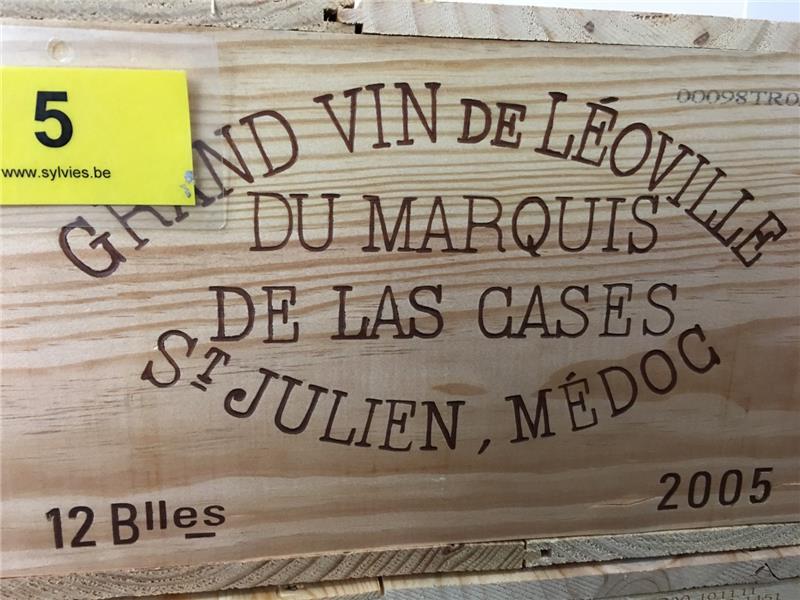 5
www.sylvies.be
00098TRO
GRAND VIN DE LÉOVILLE
DU MARQUIS
DE LAS CASES
ST JULIEN, MÉDOC
12 Blles
2005